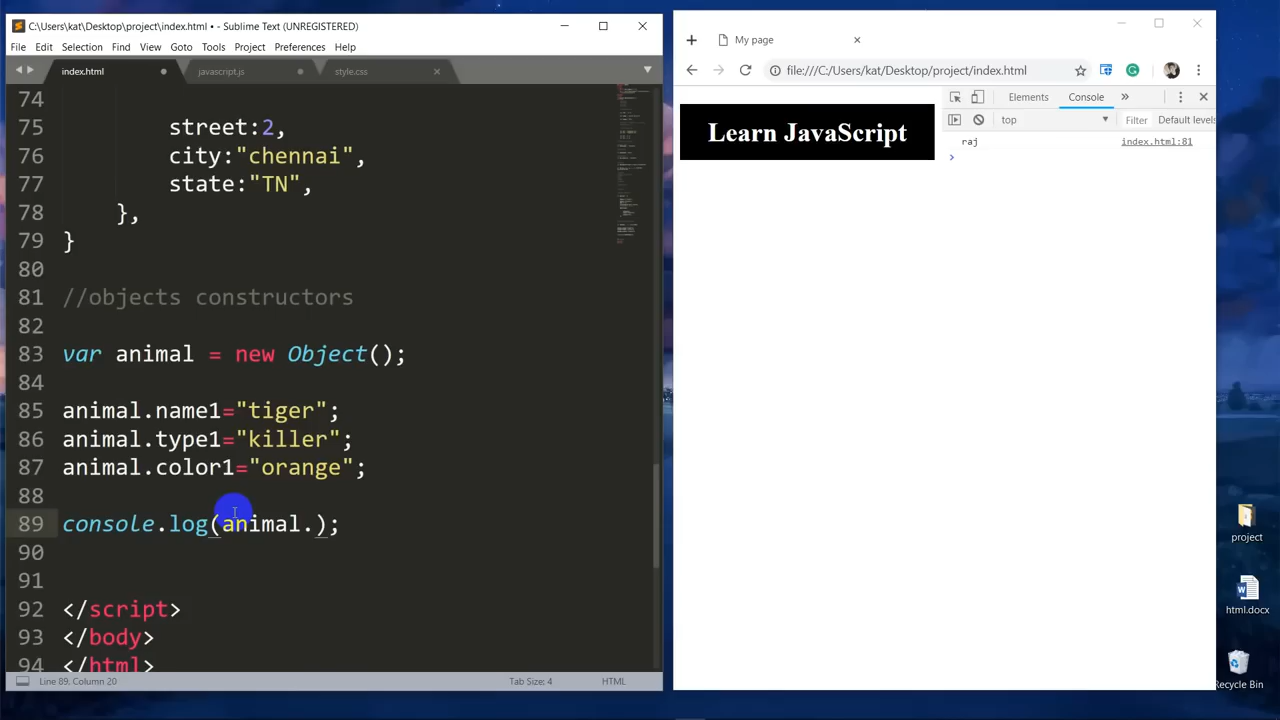 C:\Users\kat\Desktop\project\index.html • - Sublime Text (UNREGISTERED)
File Edit Selection Find View Goto Tools Project Preferences Help
index.html javascript.js style.css
74
75 street:2,
76 city:"chennai",
77 state:"TN",
78 },
79 }
80
81 //objects constructors
82
83 var animal = new Object();
84
85 animal.name1="tiger";
86 animal.type1="killer";
87 animal.color1="orange";
88
89 console.log(animal.);
90
91
92 </script>
93 </body>
94 </html>
Line 89, Column 20 Tab Size: 4 HTML
My page
file:///C:/Users/kat/Desktop/project/index.html
Elements Console »
top Filter Default levels
Learn JavaScript
raj index.html:81
project
html.docx
Recycle Bin